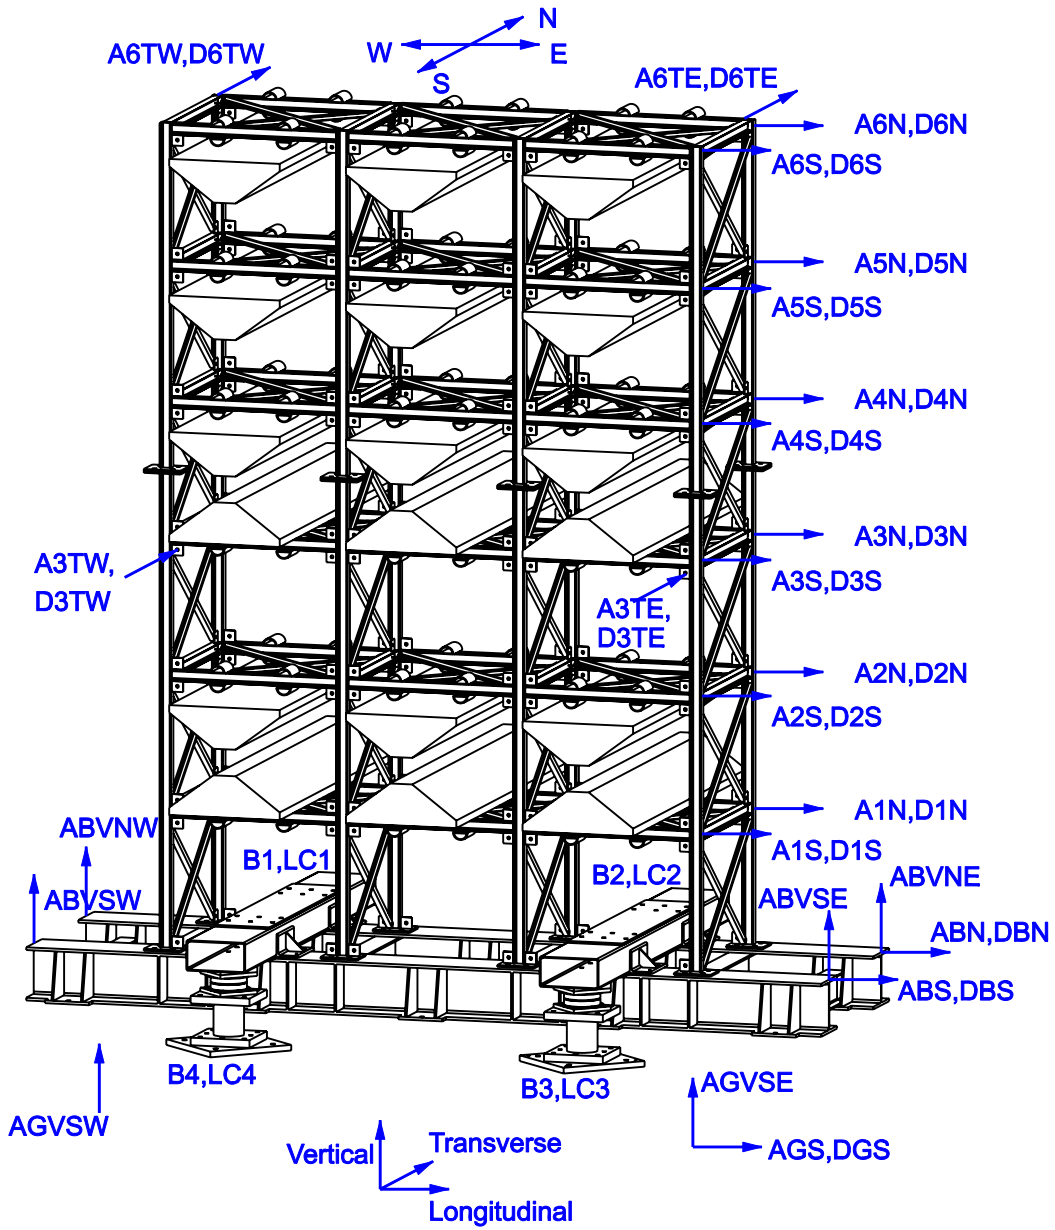 N
W
E
S
A6TW,D6TW
A6TE,D6TE
A6N,D6N
A6S,D6S
A5N,D5N
A5S,D5S
A4N,D4N
A4S,D4S
A3N,D3N
A3TW,
D3TW
A3S,D3S
A3TE,
D3TE
A2N,D2N
A2S,D2S
A1N,D1N
ABVNW
A1S,D1S
B1,LC1
B2,LC2
ABVNE
ABVSW
ABVSE
ABN,DBN
ABS,DBS
B4,LC4
B3,LC3
AGVSE
AGVSW
Vertical
Transverse
AGS,DGS
Longitudinal